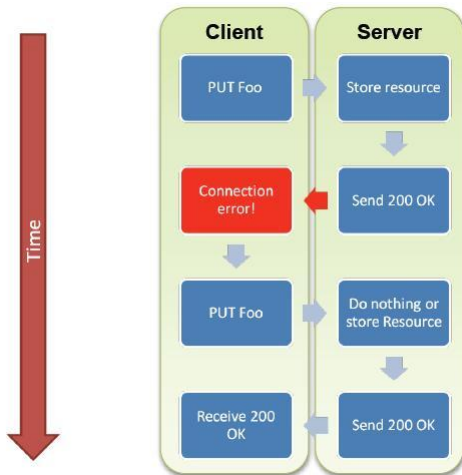 Client
Server
PUT Foo
Store resource
Connection
error!
Send 200 OK
PUT Foo
Do nothing or
store Resource
Receive 200
OK
Send 200 OK
Time